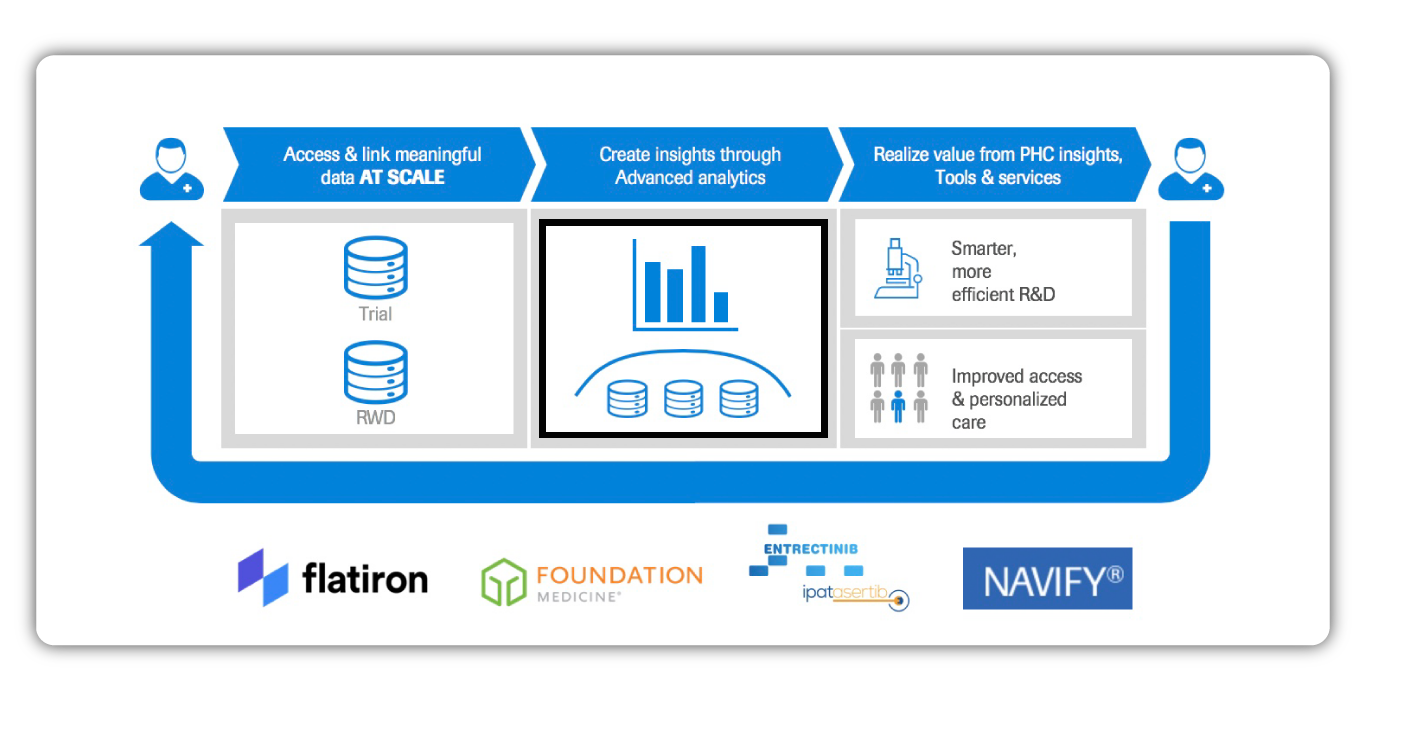 Access & link meaningful
data AT SCALE
Create insights through
Advanced analytics
Realize value from PHC insights,
Tools & services
Trial
RWD
Smarter,
more
efficient R&D
Improved access
& personalized
care
flatiron
FOUNDATION
MEDICINE®
ENTRECTINIB
ipatasertib
NAVIFY®